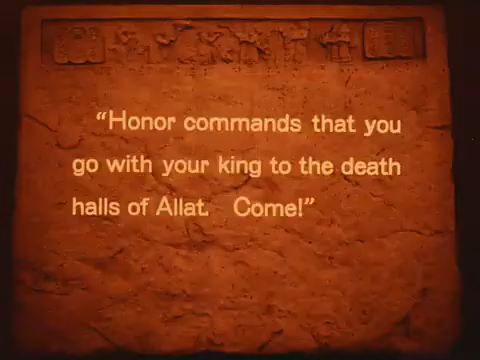 “Honor commands that you
go with your king to the death
halls of Allat. Come!”